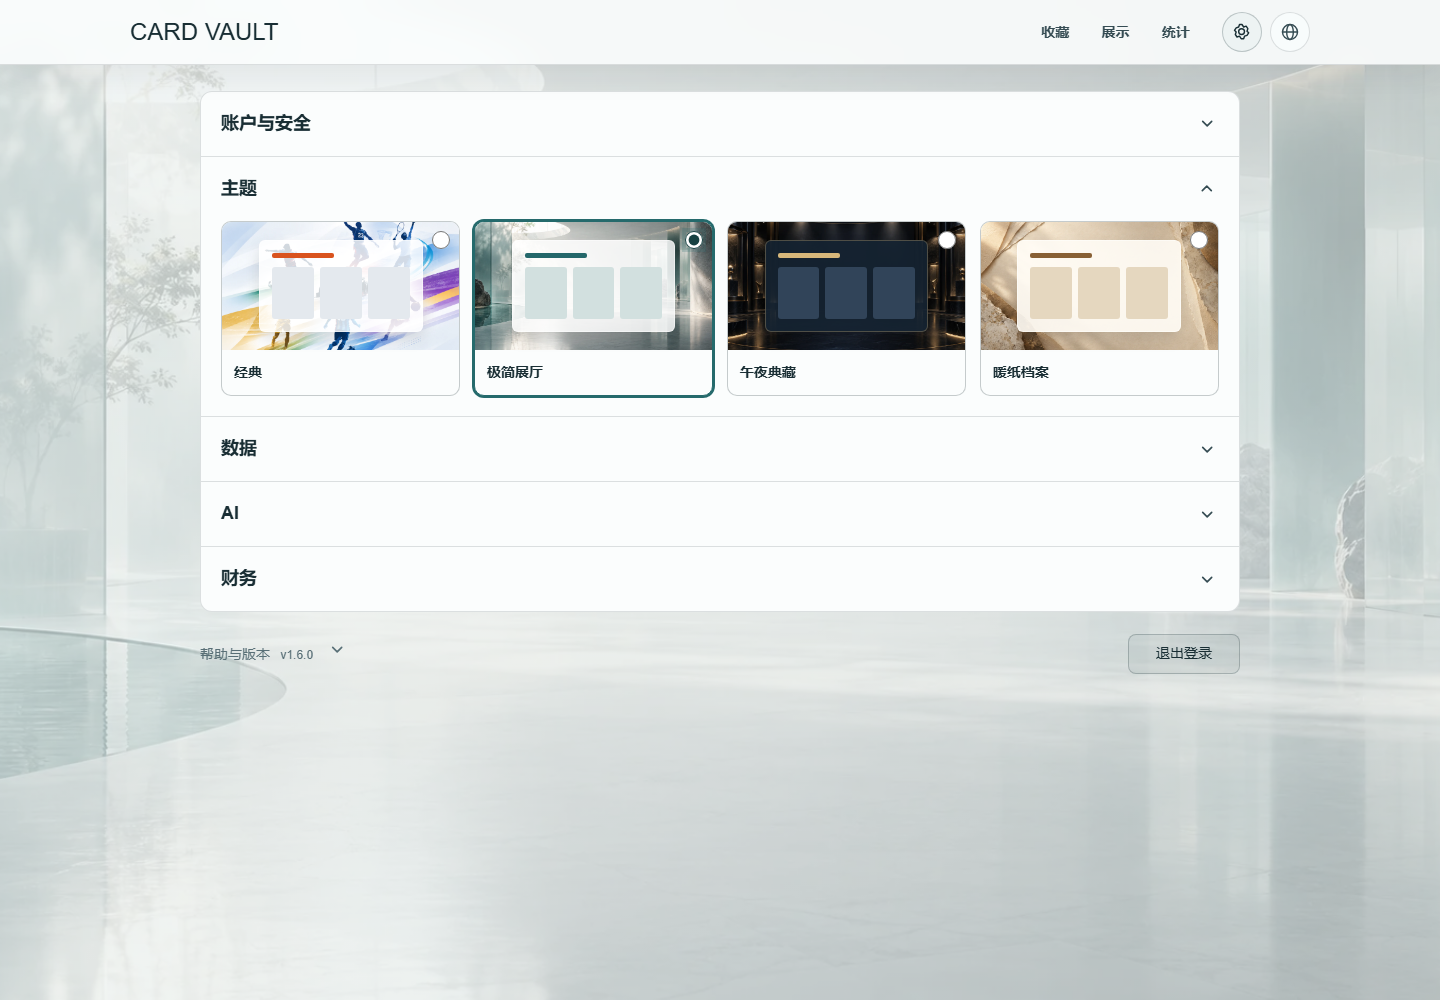 CARD VAULT
收藏
展示
统计
账户与安全
主题
经典
极简展厅
午夜典藏
暖纸档案
数据
AI
财务
帮助与版本 v1.6.0
退出登录